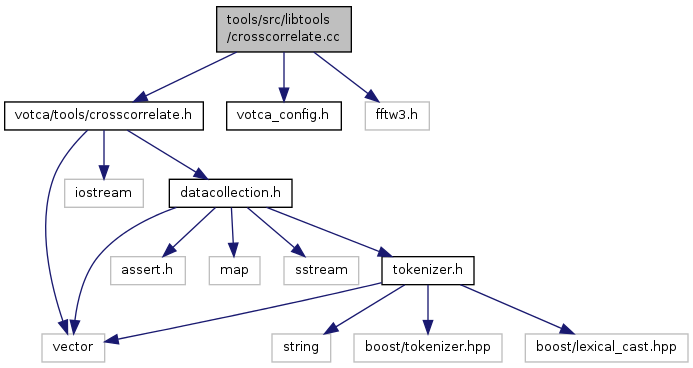 tools/src/libtools
/crosscorrelate.cc
votca/tools/crosscorrelate.h
votca_config.h
fftw3.h
iostream
datacollection.h
assert.h
map
sstream
tokenizer.h
vector
string
boost/tokenizer.hpp
boost/lexical_cast.hpp